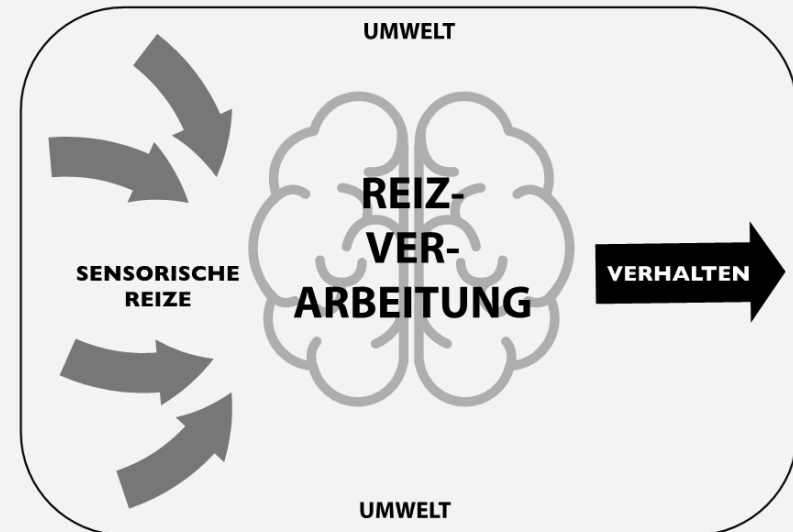 UMWELT
REIZ-
VER-
ARBEITUNG
SENSORISCHE
REIZE
VERHALTEN
UMWELT